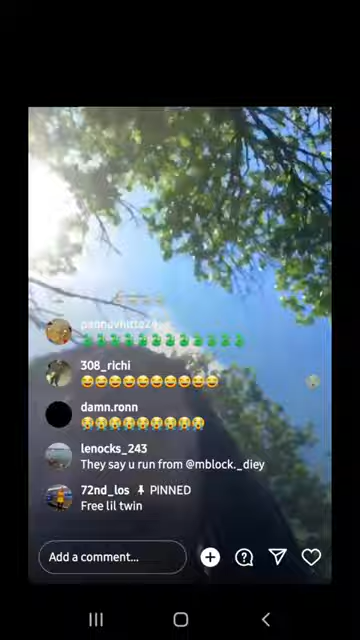 308_richi
😂😂😂😂😂😂😂😂😂😂
damn.ronn
😭😭😭😭😭😭😭😭😭
lenocks_243
They say u run from @mblock._diey
72nd_los PINNED
Free lil twin
Add a comment...